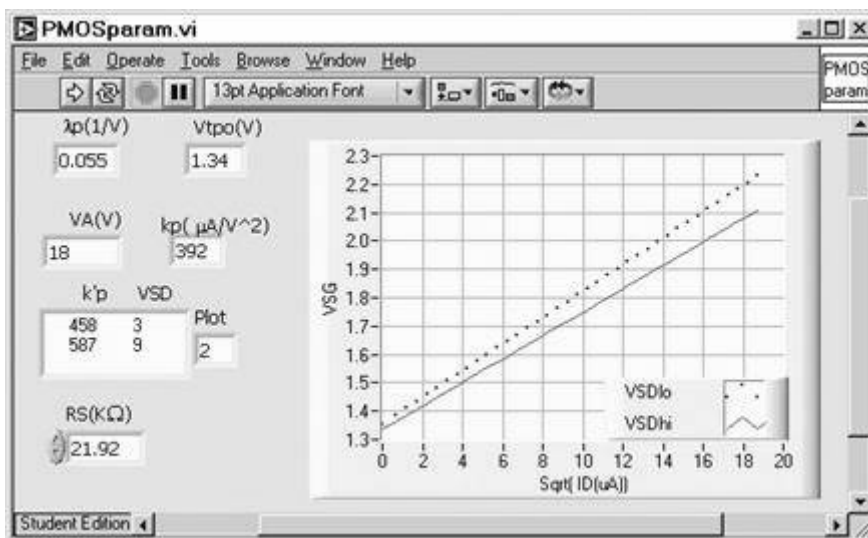 PMOSparam.vi
File Edit Operate Tools Browse Window Help
13pt Application Font
PMOS
param
λp(1/V) Vtpo(V)
0.055 1.34
VA(V) kp( µA/V^2)
18 392
k'p VSD
458 3
587 9
Plot
2
RS(KΩ)
21.92
2.3
2.2
2.1
2.0
1.9
1.8
1.7
1.6
1.5
1.4
1.3
VSG
0 2 4 6 8 10 12 14 16 18 20
Sqrt( ID(uA))
VSDlo
VSDhi
Student Edition